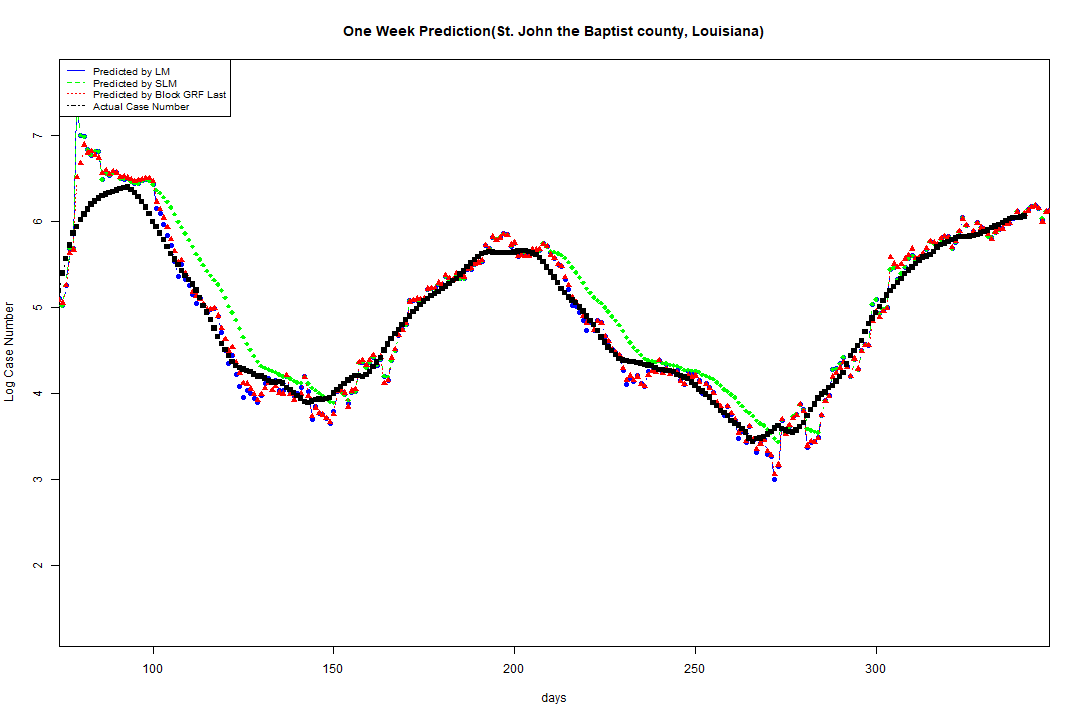 One Week Prediction(St. John the Baptist county, Louisiana)
Predicted by LM
Predicted by SLM
Predicted by Block GRF Last
Actual Case Number
7
6
5
4
3
2
Log Case Number
100 150 200 250 300
days